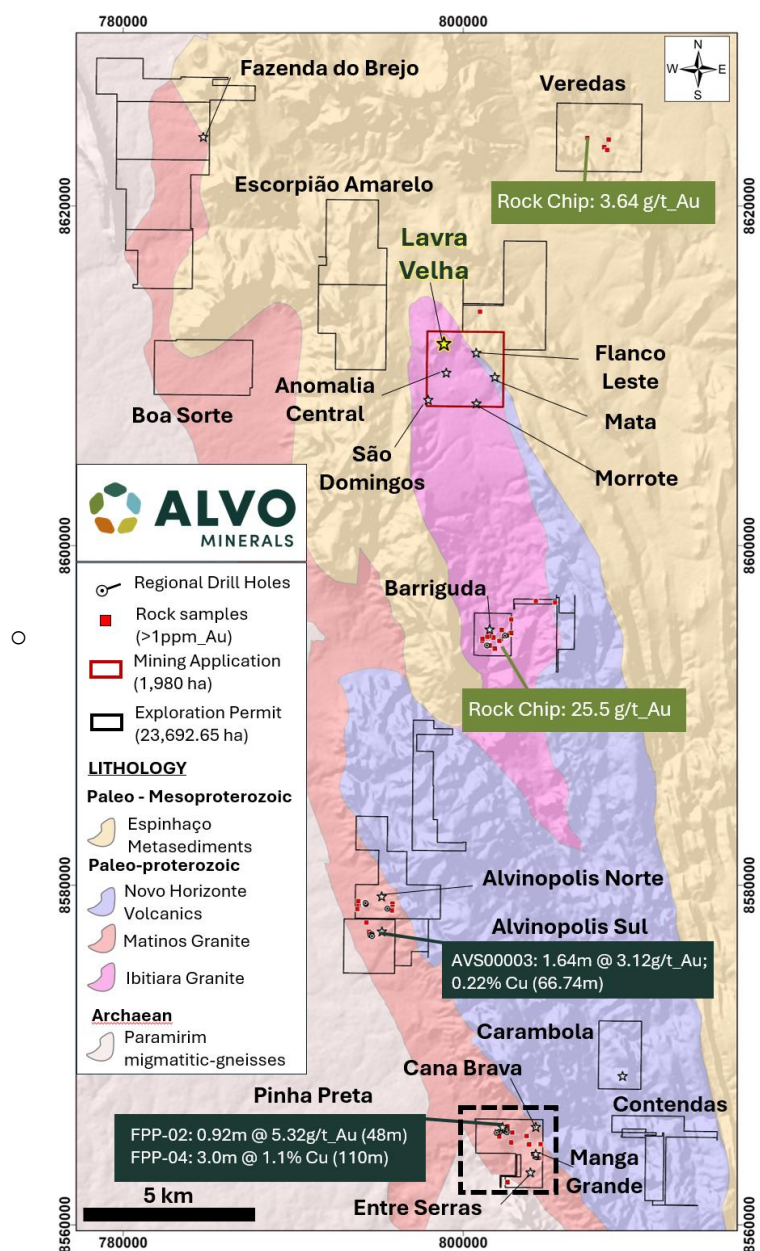 780000
800000
N
W
E
S
Fazenda do Brejo
Veredas
Escorpião Amarelo
Rock Chip: 3.64 g/t_Au
8620000
8620000
Lavra
Velha
Flanco
Leste
Anomalia
Central
Boa Sorte
Mata
São
Domingos
Morrote
ALVO
MINERALS
8600000
8600000
Regional Drill Holes
Rock samples
(>1ppm_Au)
Mining Application
(1,980 ha)
Exploration Permit
(23,692.65 ha)
LITHOLOGY
Paleo - Mesoproterozoic
Espinhaço
Metasediments
Paleo-proterozoic
Novo Horizonte
Volcanics
Matinos Granite
Ibitiara Granite
Archaean
Paramirim
migmatitic-gneisses
Barriguda
Rock Chip: 25.5 g/t_Au
8580000
8580000
Alvinopolis Norte
Alvinopolis Sul
AVS00003: 1.64m @ 3.12g/t_Au;
0.22% Cu (66.74m)
Carambola
Cana Brava
Pinha Preta
Contendas
FPP-02: 0.92m @ 5.32g/t_Au (48m)
FPP-04: 3.0m @ 1.1% Cu (110m)
Manga
Grande
Entre Serras
5 km
8560000
8560000
780000
800000